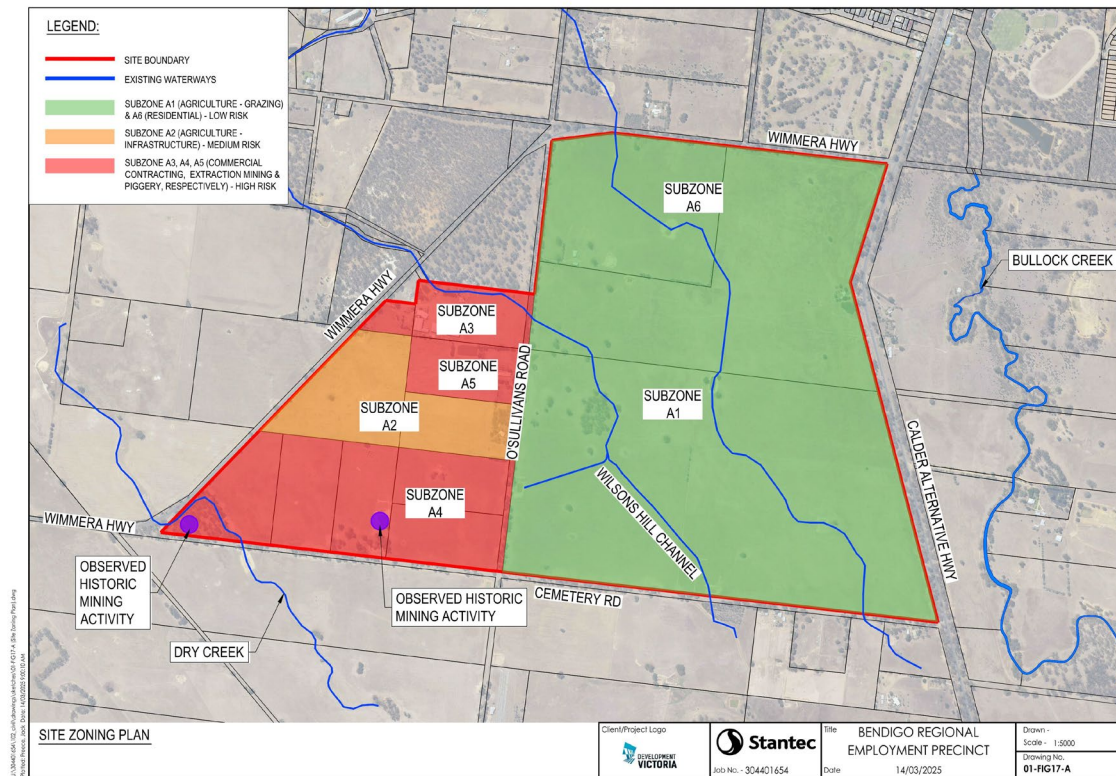 LEGEND:
SITE BOUNDARY
EXISTING WATERWAYS
SUBZONE A1 (AGRICULTURE - GRAZING)
& A6 (RESIDENTIAL) - LOW RISK
SUBZONE A2 (AGRICULTURE -
INFRASTRUCTURE) - MEDIUM RISK
SUBZONE A3, A4, A5 (COMMERCIAL
CONTRACTING, EXTRACTION MINING &
PIGGERY, RESPECTIVELY) - HIGH RISK
WIMMERA HWY
SUBZONE
A6
BULLOCK CREEK
WIMMERA HWY
SUBZONE
A3
O'SULLIVANS ROAD
SUBZONE
A5
SUBZONE
A2
SUBZONE
A1
CALDER ALTERNATIVE HWY
SUBZONE
A4
WILSONS HILL CHANNEL
WIMMERA HWY
OBSERVED
HISTORIC
MINING
ACTIVITY
OBSERVED HISTORIC
MINING ACTIVITY
CEMETERY RD
DRY CREEK
SITE ZONING PLAN
Client/Project Logo
DEVELOPMENT
VICTORIA
Stantec
Job No. - 304401654
Title
BENDIGO REGIONAL
EMPLOYMENT PRECINCT
Date
14/03/2025
Drawn -
Scale - 1:5000
Drawing No.
01-FIG17-A